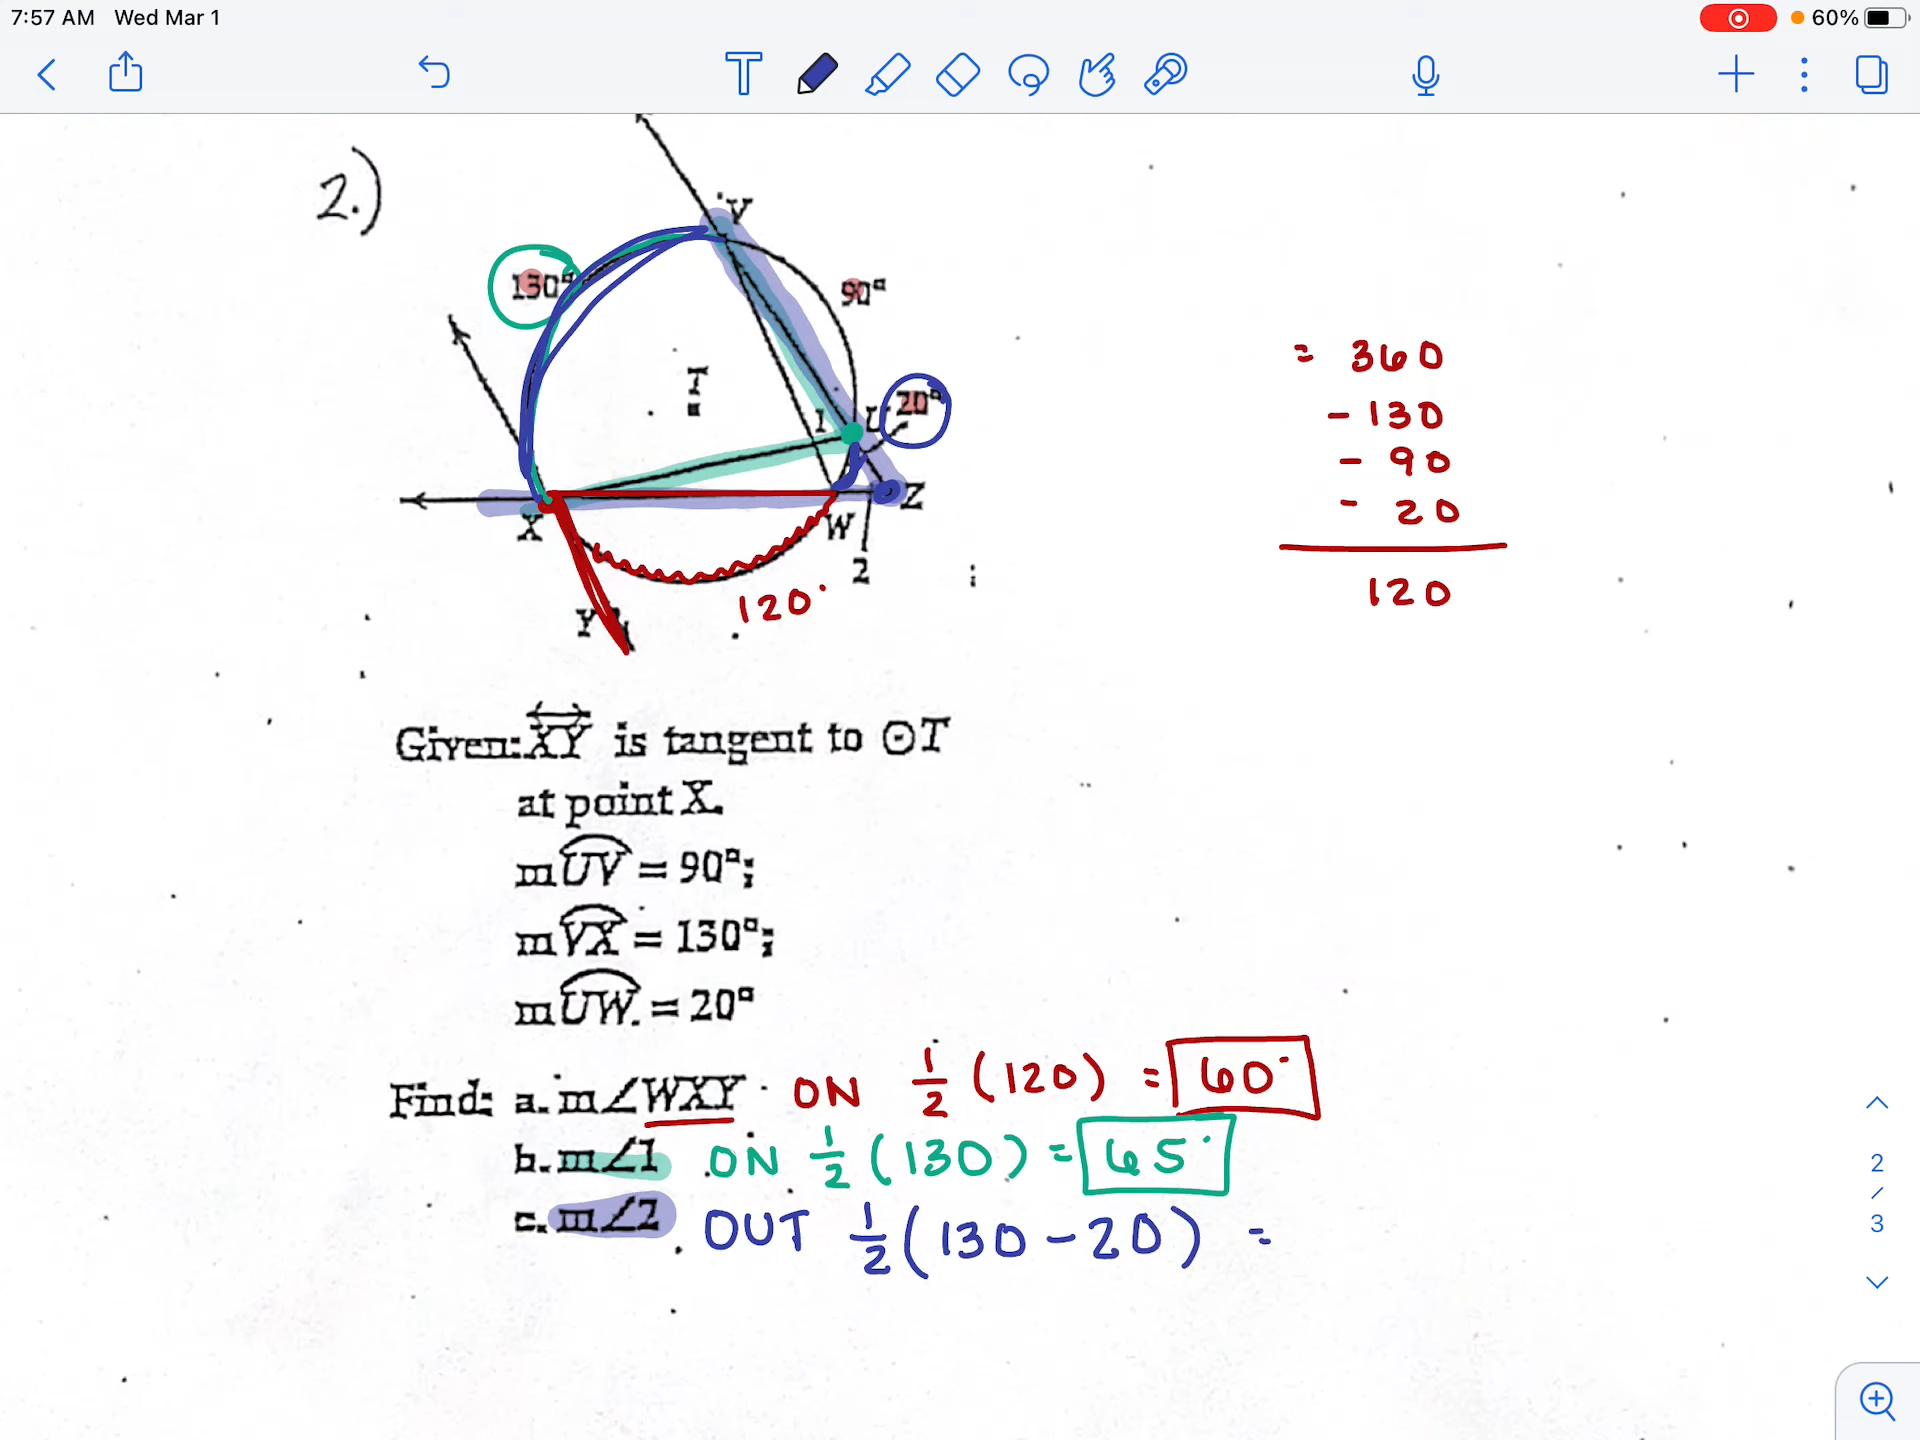 7:57 AM Wed Mar 1
60%
T
2.)
V
130°
90°
T
1 U 20°
X W Z
2
Y
120°
= 360
- 130
- 90
- 20
120
Given: XY is tangent to ⊙T
at point X.
mUV = 90°;
mVX = 130°;
mUW = 20°
Find: a. m∠WXY ON 1/2 (120) = 60°
b. m∠1 ON 1/2 (130) = 65°
c. m∠2 OUT 1/2 (130 - 20) =
2
/
3